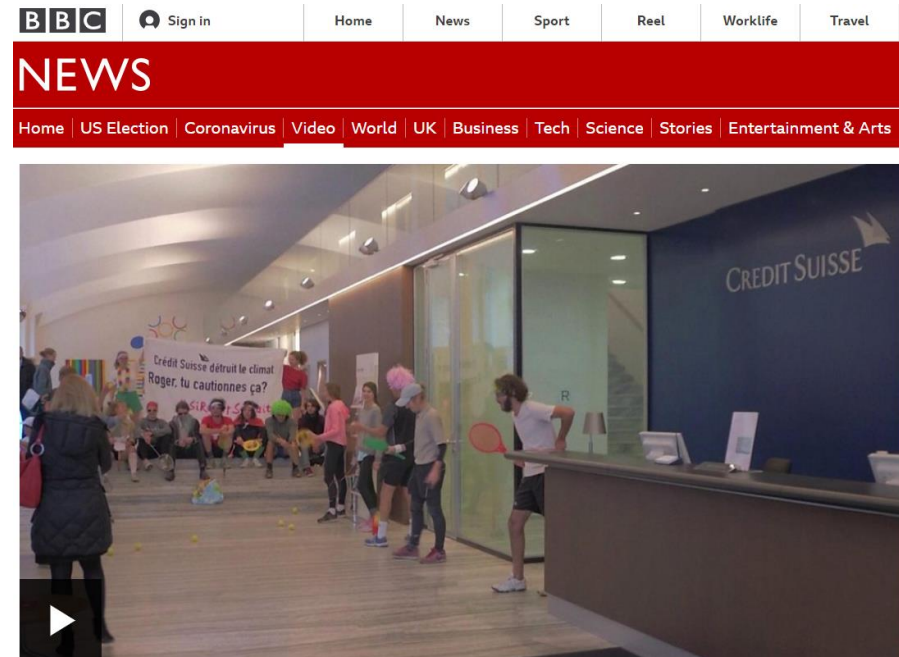 BBC Sign in Home News Sport Reel Worklife Travel
NEWS
Home US Election Coronavirus Video World UK Business Tech Science Stories Entertainment & Arts
CREDIT SUISSE
Crédit Suisse détruit le climat
Roger, tu cautionnes ça?
R